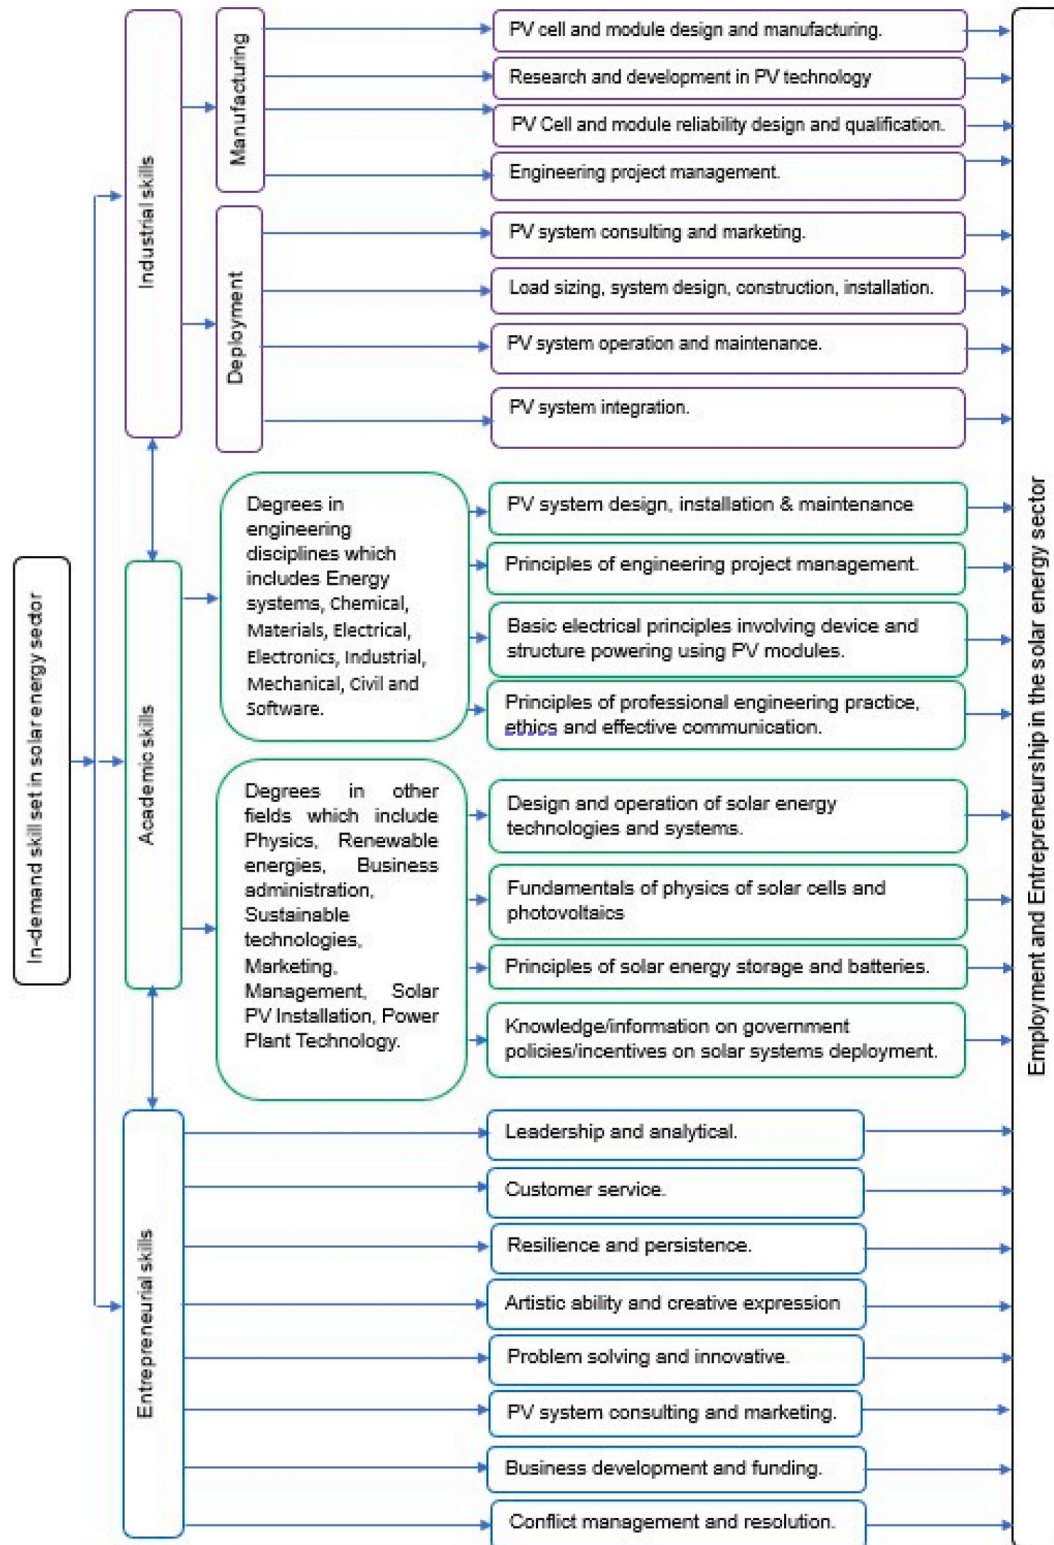 In-demand skill set in solar energy sector
Industrial skills
Manufacturing
PV cell and module design and manufacturing.
Research and development in PV technology
PV Cell and module reliability design and qualification.
Engineering project management.
Deployment
PV system consulting and marketing.
Load sizing, system design, construction, installation.
PV system operation and maintenance.
PV system integration.
Academic skills
Degrees in
engineering
disciplines which
includes Energy
systems, Chemical,
Materials, Electrical,
Electronics, Industrial,
Mechanical, Civil and
Software.
PV system design, installation & maintenance
Principles of engineering project management.
Basic electrical principles involving device and
structure powering using PV modules.
Principles of professional engineering practice,
ethics and effective communication.
Degrees in other
fields which include
Physics, Renewable
energies, Business
administration,
Sustainable
technologies,
Marketing,
Management, Solar
PV Installation, Power
Plant Technology.
Design and operation of solar energy
technologies and systems.
Fundamentals of physics of solar cells and
photovoltaics
Principles of solar energy storage and batteries.
Knowledge/information on government
policies/incentives on solar systems deployment.
Entrepreneurial skills
Leadership and analytical.
Customer service.
Resilience and persistence.
Artistic ability and creative expression
Problem solving and innovative.
PV system consulting and marketing.
Business development and funding.
Conflict management and resolution.
Employment and Entrepreneurship in the solar energy sector